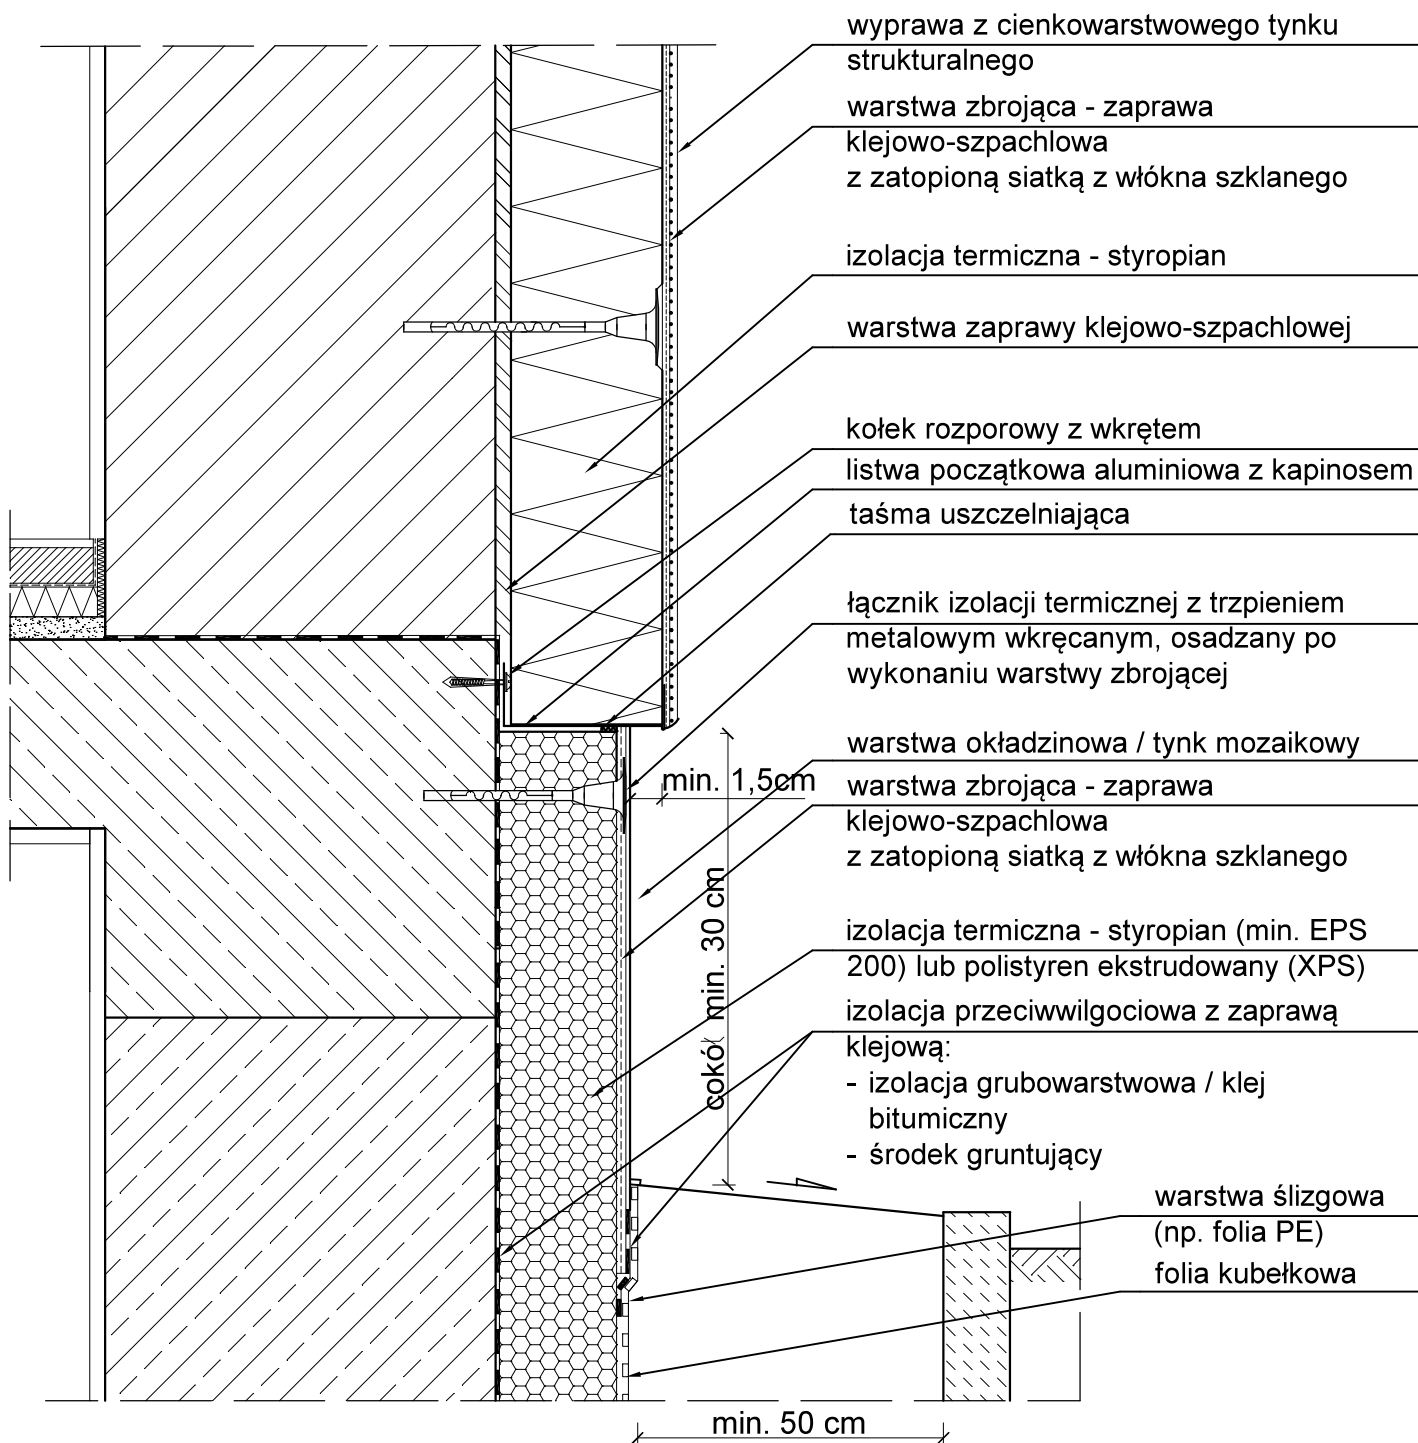 wyprawa z cienkowarstwowego tynku
strukturalnego
warstwa zbrojąca - zaprawa
klejowo-szpachlowa
z zatopioną siatką z włókna szklanego
izolacja termiczna - styropian
warstwa zaprawy klejowo-szpachlowej
kołek rozporowy z wkrętem
listwa początkowa aluminiowa z kapinosem
taśma uszczelniająca
łącznik izolacji termicznej z trzpieniem
metalowym wkręcanym, osadzany po
wykonaniu warstwy zbrojącej
warstwa okładzinowa / tynk mozaikowy
min. 1,5cm
warstwa zbrojąca - zaprawa
klejowo-szpachlowa
z zatopioną siatką z włókna szklanego
izolacja termiczna - styropian (min. EPS
200) lub polistyren ekstrudowany (XPS)
izolacja przeciwwilgociowa z zaprawą
klejową:
- izolacja grubowarstwowa / klej
bitumiczny
- środek gruntujący
cokół min. 30 cm
warstwa ślizgowa
(np. folia PE)
folia kubełkowa
min. 50 cm